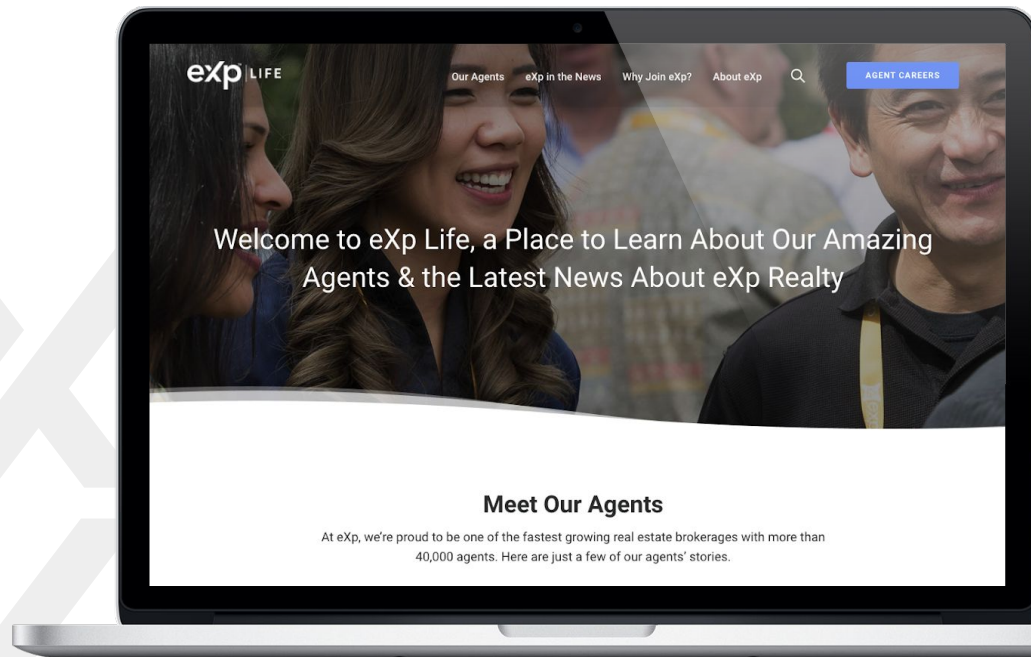 eXp LIFE
Our Agents eXp in the News Why Join eXp? About eXp AGENT CAREERS
Welcome to eXp Life, a Place to Learn About Our Amazing
Agents & the Latest News About eXp Realty
Meet Our Agents
At eXp, we’re proud to be one of the fastest growing real estate brokerages with more than
40,000 agents. Here are just a few of our agents’ stories.